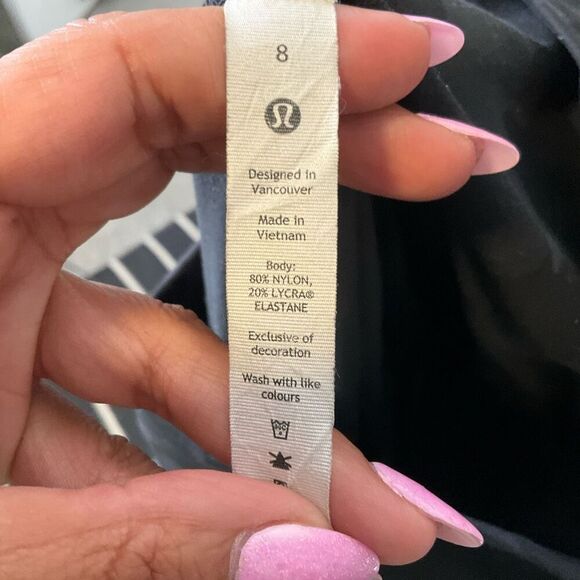 8
Designed in
Vancouver
Made in
Vietnam
Body:
80% NYLON,
20% LYCRA®
ELASTANE
Exclusive of
decoration
Wash with like
colours